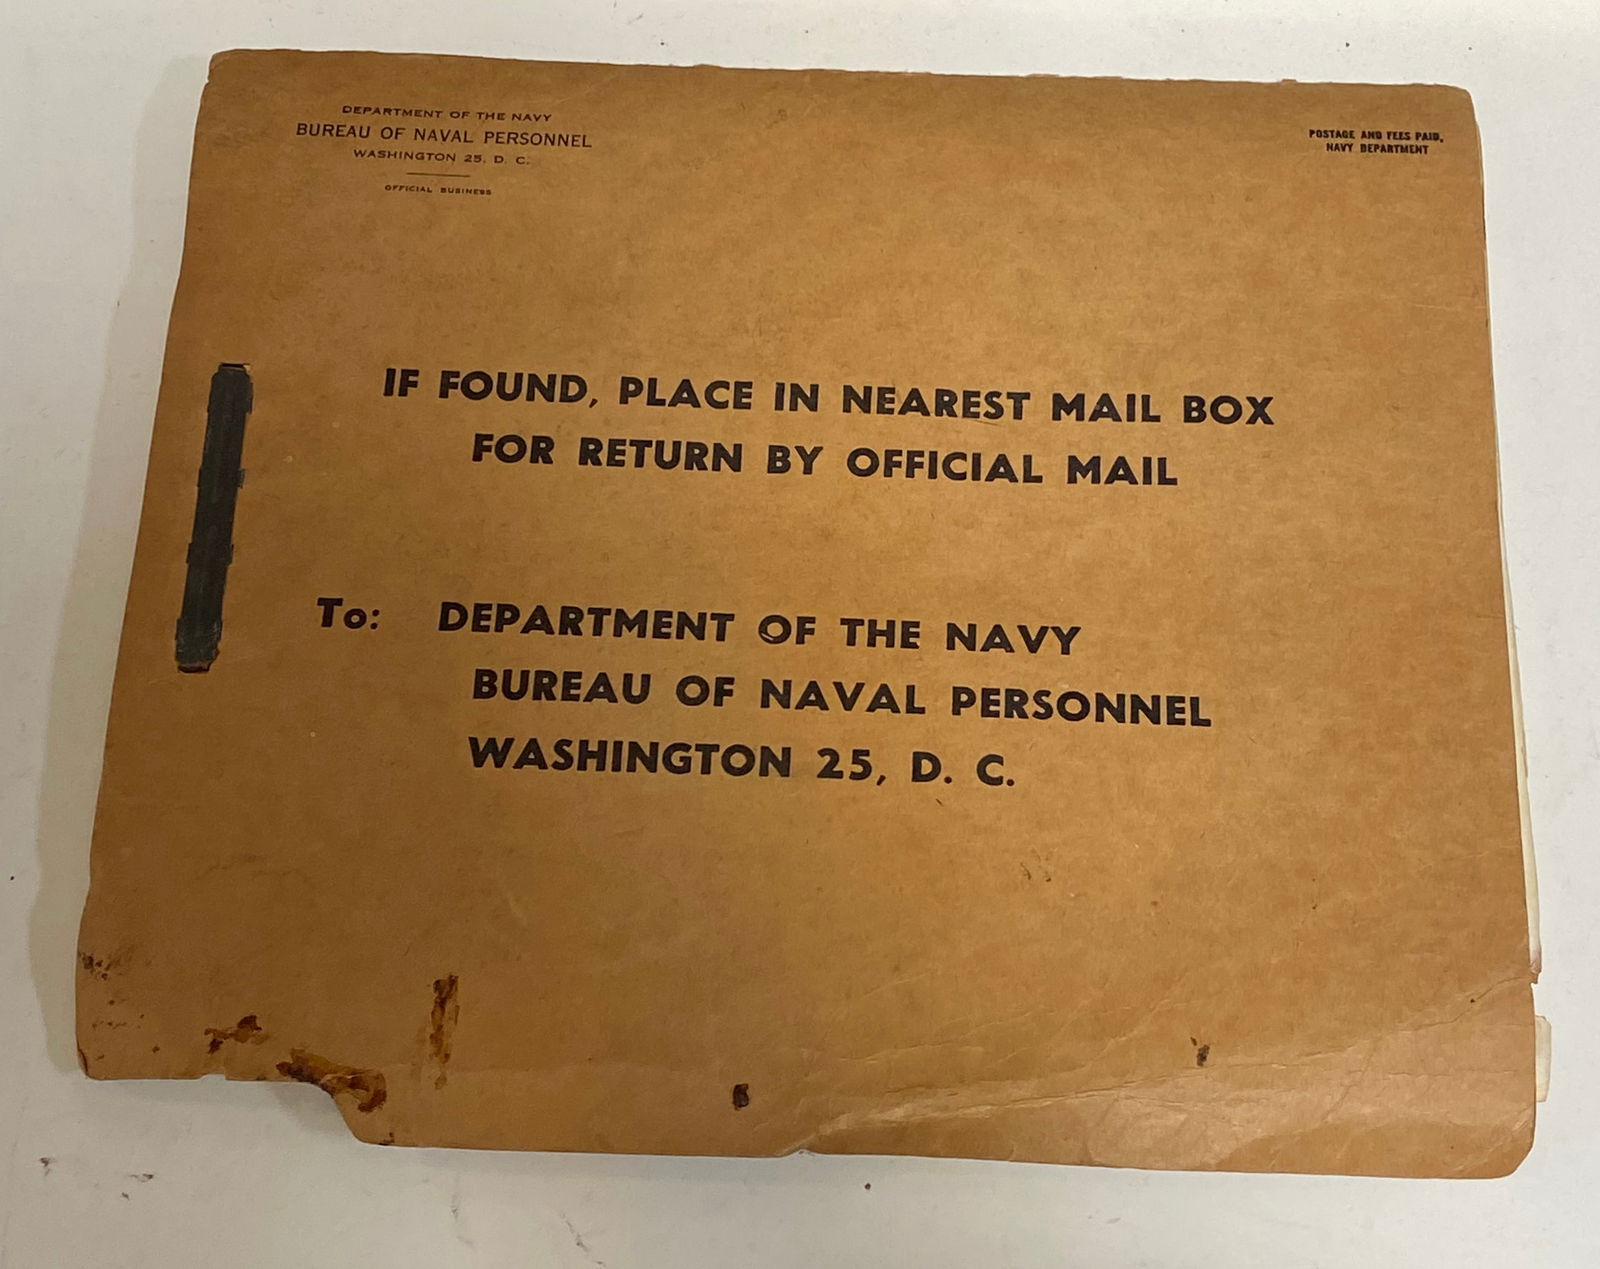 DEPARTMENT OF THE NAVY
BUREAU OF NAVAL PERSONNEL
WASHINGTON 25, D. C.
OFFICIAL BUSINESS
POSTAGE AND FEES PAID,
NAVY DEPARTMENT
IF FOUND, PLACE IN NEAREST MAIL BOX
FOR RETURN BY OFFICIAL MAIL
To: DEPARTMENT OF THE NAVY
BUREAU OF NAVAL PERSONNEL
WASHINGTON 25, D. C.